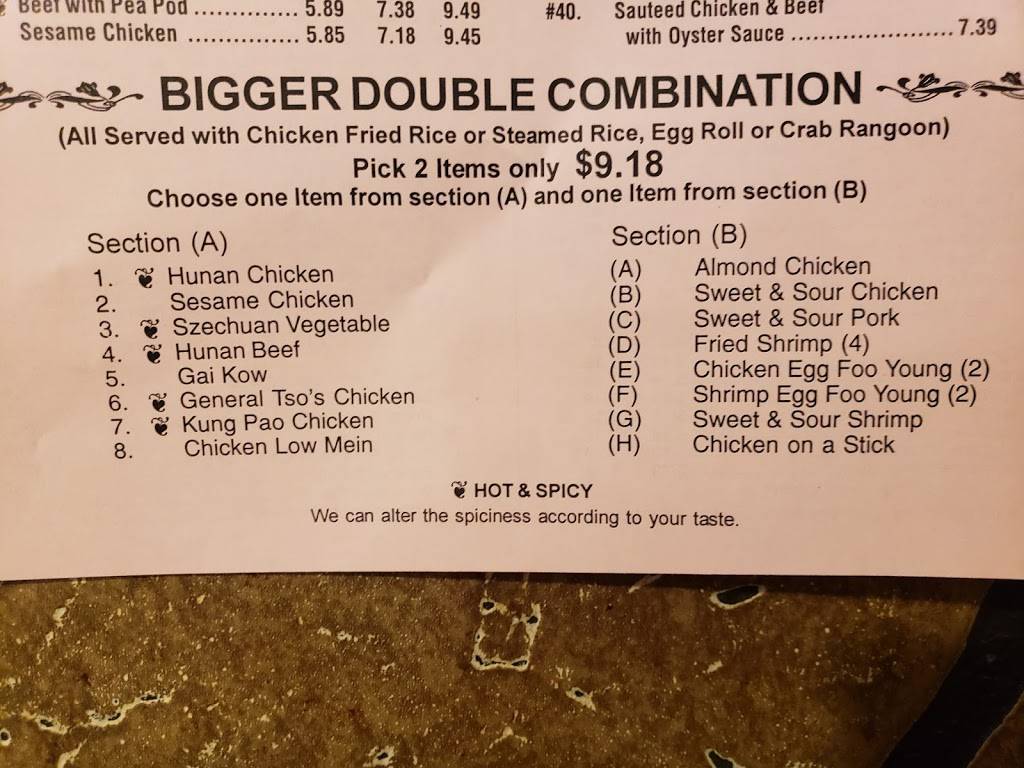 Beef with Pea Pod .............. 5.89 7.38 9.49
Sesame Chicken ............... 5.85 7.18 9.45
#40. Sauteed Chicken & Beef
with Oyster Sauce ...................... 7.39
BIGGER DOUBLE COMBINATION
(All Served with Chicken Fried Rice or Steamed Rice, Egg Roll or Crab Rangoon)
Pick 2 Items only $9.18
Choose one Item from section (A) and one Item from section (B)
Section (A)
1. Hunan Chicken
2. Sesame Chicken
3. Szechuan Vegetable
4. Hunan Beef
5. Gai Kow
6. General Tso's Chicken
7. Kung Pao Chicken
8. Chicken Low Mein
Section (B)
(A) Almond Chicken
(B) Sweet & Sour Chicken
(C) Sweet & Sour Pork
(D) Fried Shrimp (4)
(E) Chicken Egg Foo Young (2)
(F) Shrimp Egg Foo Young (2)
(G) Sweet & Sour Shrimp
(H) Chicken on a Stick
HOT & SPICY
We can alter the spiciness according to your taste.